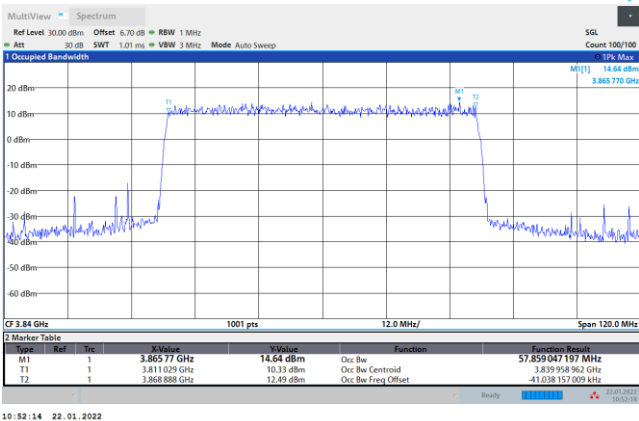 MultiView Spectrum
Ref Level 30.00 dBm Offset 6.70 dB RBW 1 MHz SGL
Att 30 dB SWT 1.01 ms VBW 3 MHz Mode Auto Sweep Count 100/100
1 Occupied Bandwidth 1Pk Max
M1[1] 14.64 dBm
3.865 770 GHz
20 dBm
M1
T1
T2
10 dBm
0 dBm
-10 dBm
-20 dBm
-30 dBm
-40 dBm
-50 dBm
-60 dBm
CF 3.84 GHz 1001 pts 12.0 MHz/ Span 120.0 MHz
2 Marker Table
Type Ref Trc X-Value Y-Value Function Function Result
M1 1 3.865 77 GHz 14.64 dBm Occ Bw 57.859 047 197 MHz
T1 1 3.811 029 GHz 10.33 dBm Occ Bw Centroid 3.839 958 962 GHz
T2 1 3.868 888 GHz 12.49 dBm Occ Bw Freq Offset -41.038 157 009 kHz
Ready 22.01.2022
10:52:14
10:52:14 22.01.2022